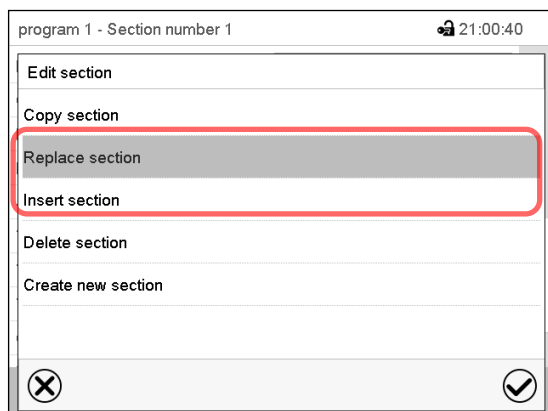 program 1 - Section number 1 21:00:40
Edit section
Copy section
Replace section
Insert section
Delete section
Create new section